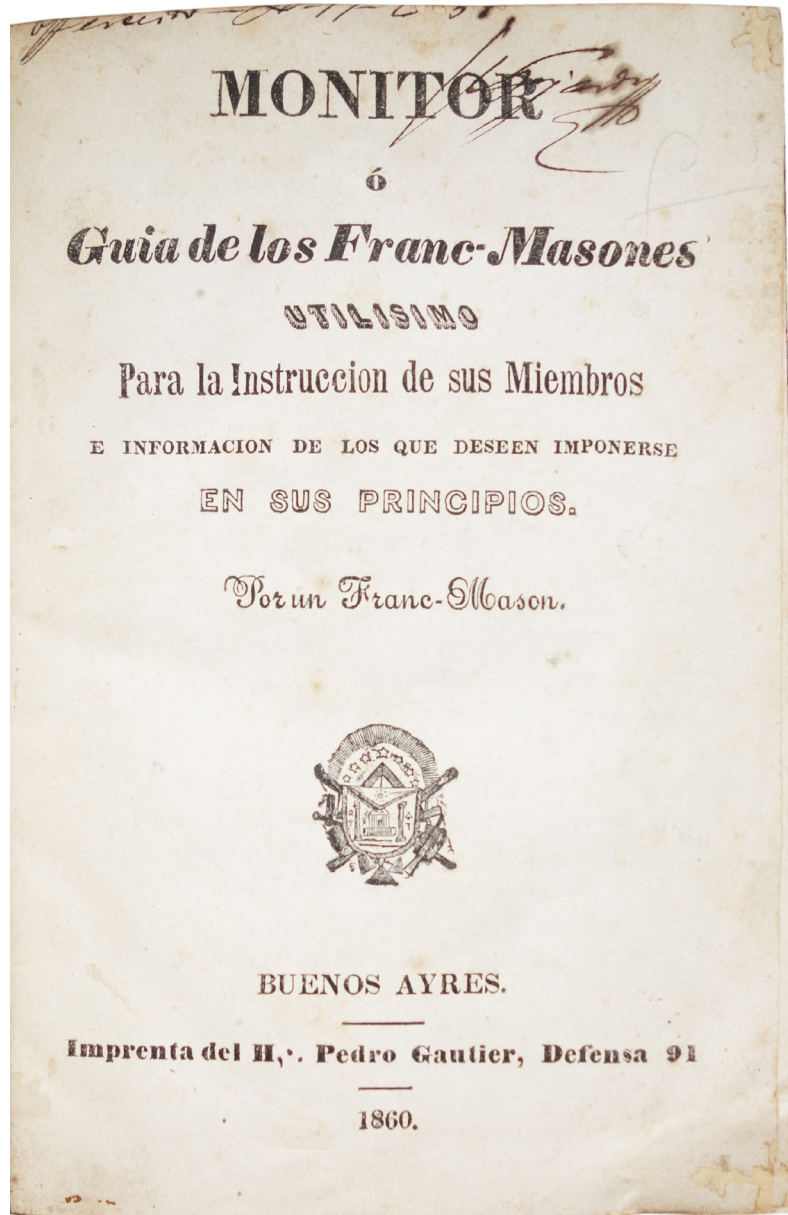 MONITOR
ó
Guia de los Franc-Masones
UTILISIMO
Para la Instruccion de sus Miembros
E INFORMACION DE LOS QUE DESEEN IMPONERSE
EN SUS PRINCIPIOS.
Por un Franc-Mason.
BUENOS AYRES.
Imprenta del H,·. Pedro Gautier, Defensa 91
1860.